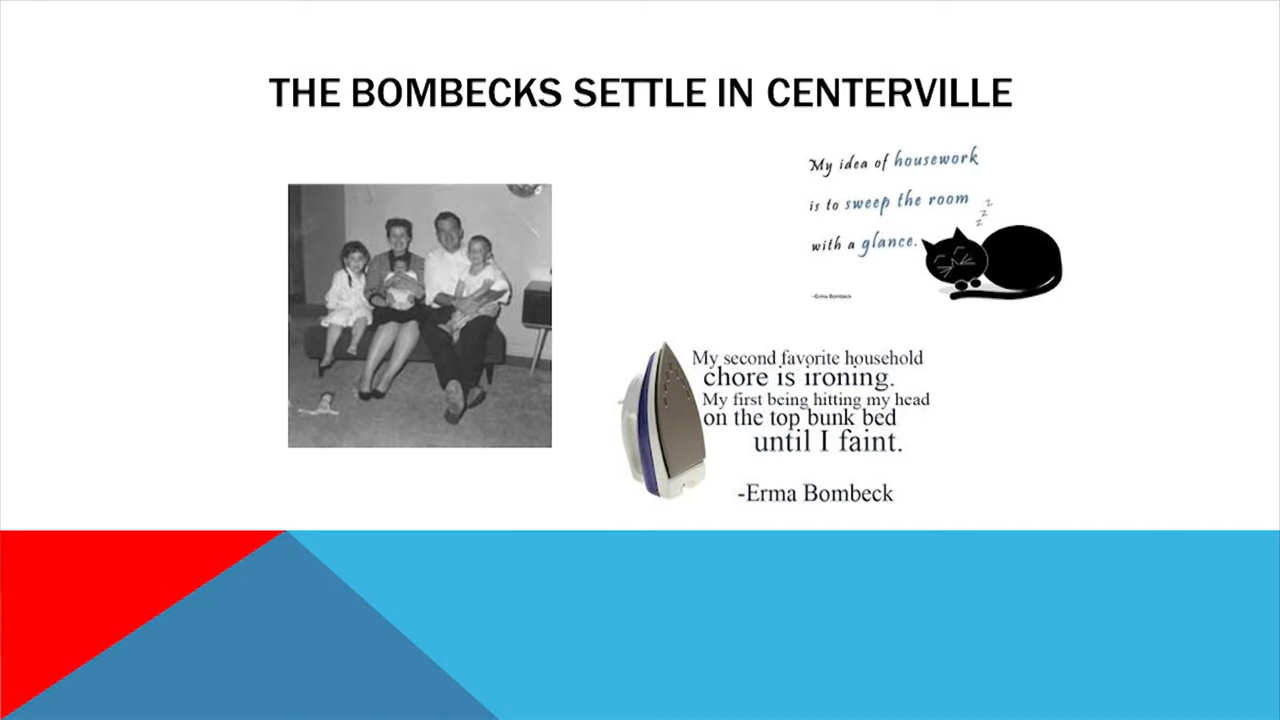 THE BOMBECKS SETTLE IN CENTERVILLE
My idea of housework
is to sweep the room
with a glance.
z
z
z
-Erma Bombeck
My second favorite household
chore is ironing.
My first being hitting my head
on the top bunk bed
until I faint.
-Erma Bombeck